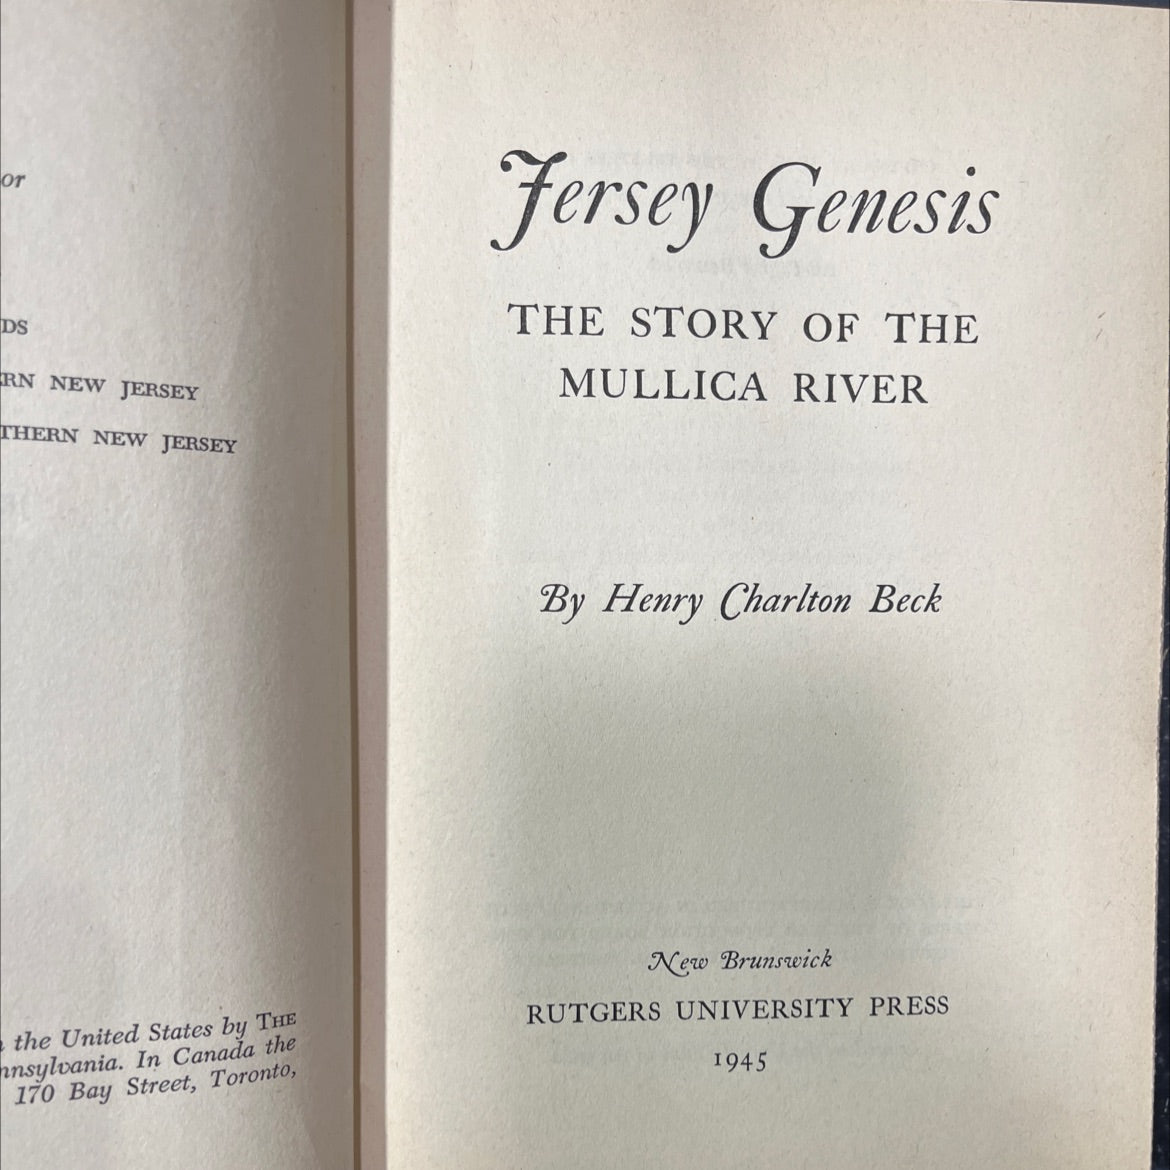 or
DS
RN NEW JERSEY
THERN NEW JERSEY
the United States by THE
nnsylvania. In Canada the
170 Bay Street, Toronto,
Jersey Genesis
THE STORY OF THE
MULLICA RIVER
By Henry Charlton Beck
New Brunswick
RUTGERS UNIVERSITY PRESS
1945